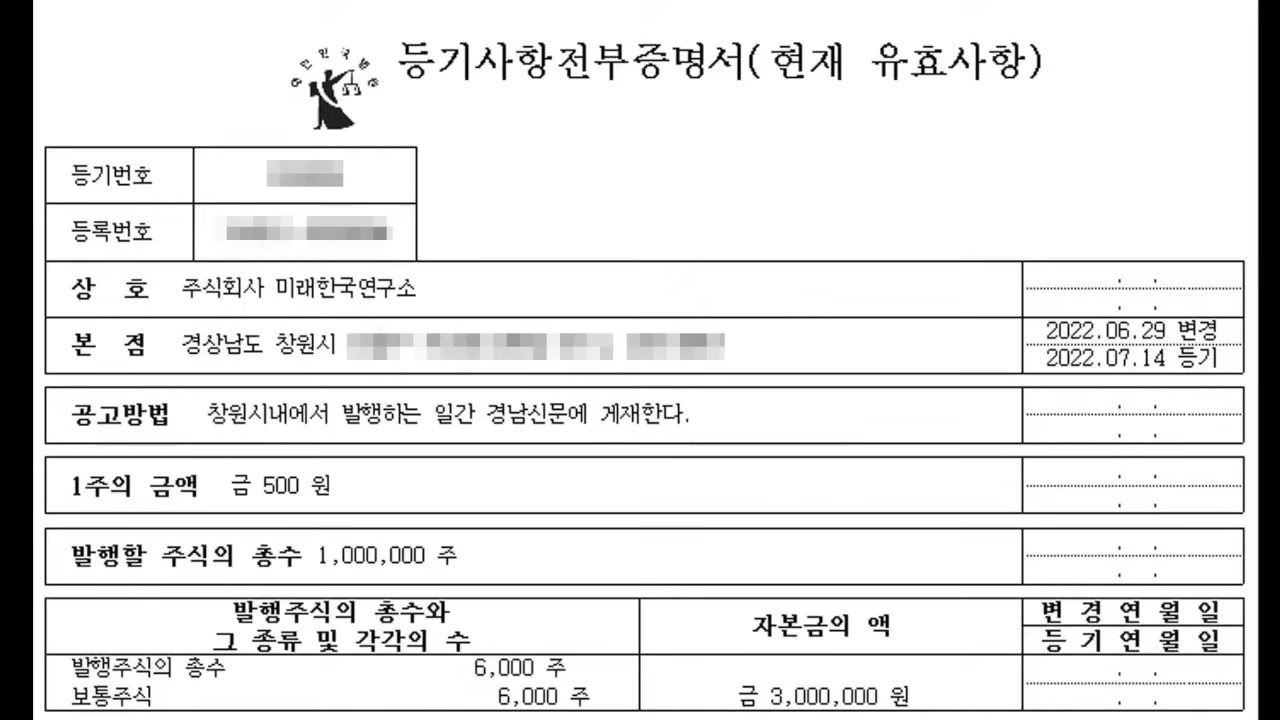 등기사항전부증명서(현재 유효사항)
등기번호
등록번호
상 호 주식회사 미래한국연구소
본 점 경상남도 창원시
2022.06.29 변경
2022.07.14 등기
공고방법 창원시내에서 발행하는 일간 경남신문에 게재한다.
1주의 금액 금 500 원
발행할 주식의 총수 1,000,000 주
발행주식의 총수와
그 종류 및 각각의 수
자본금의 액
변 경 연 월 일
등 기 연 월 일
발행주식의 총수 6,000 주
보통주식 6,000 주
금 3,000,000 원